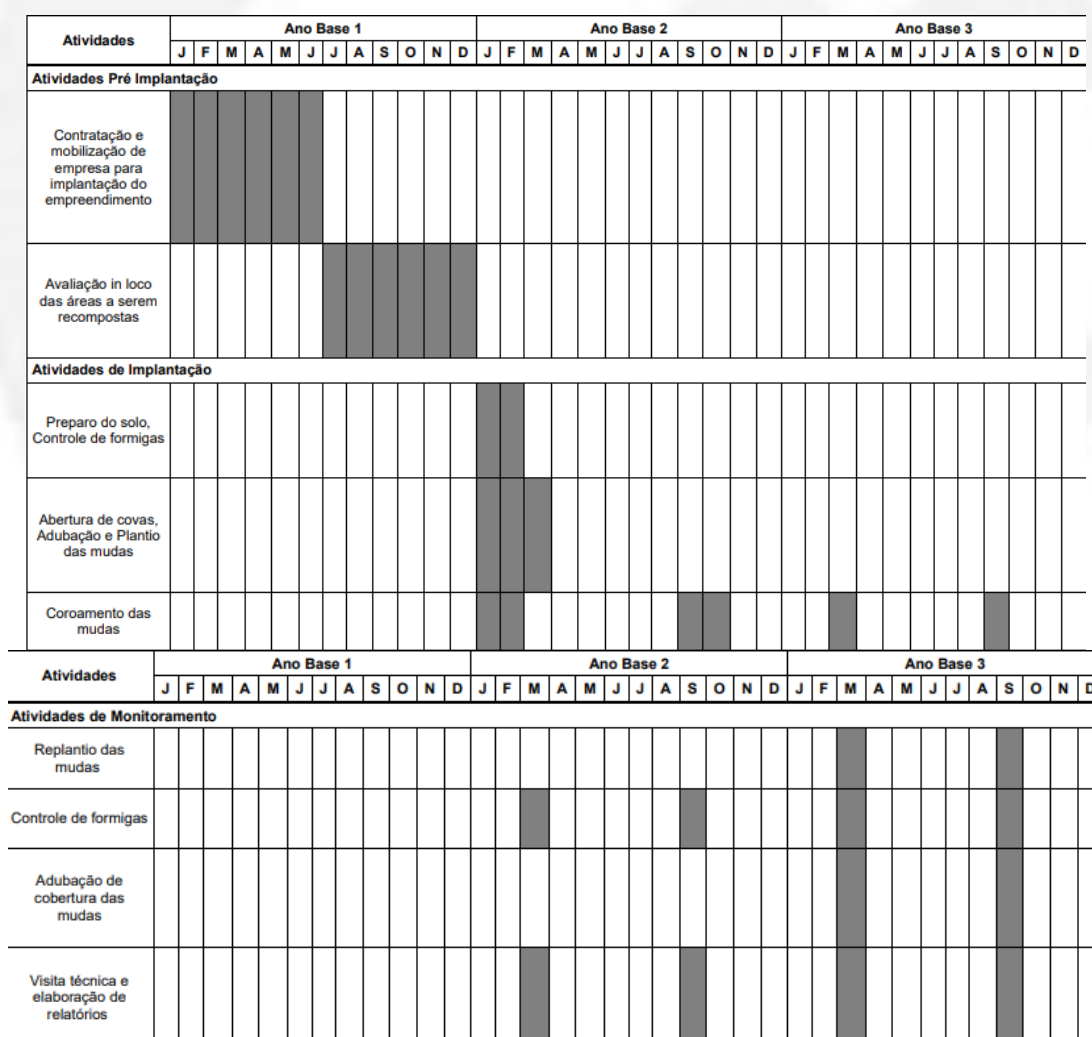 Atividades
Ano Base 1 Ano Base 2 Ano Base 3
J F M A M J J A S O N D J F M A M J J A S O N D J F M A M J J A S O N D
Atividades Pré Implantação
Contratação e
mobilização de
empresa para
implantação do
empreendimento
Avaliação in loco
das áreas a serem
recompostas
Atividades de Implantação
Preparo do solo,
Controle de formigas
Abertura de covas,
Adubação e Plantio
das mudas
Coroamento das
mudas
Atividades
Ano Base 1 Ano Base 2 Ano Base 3
J F M A M J J A S O N D J F M A M J J A S O N D J F M A M J J A S O N D
Atividades de Monitoramento
Replantio das
mudas
Controle de formigas
Adubação de
cobertura das
mudas
Visita técnica e
elaboração de
relatórios